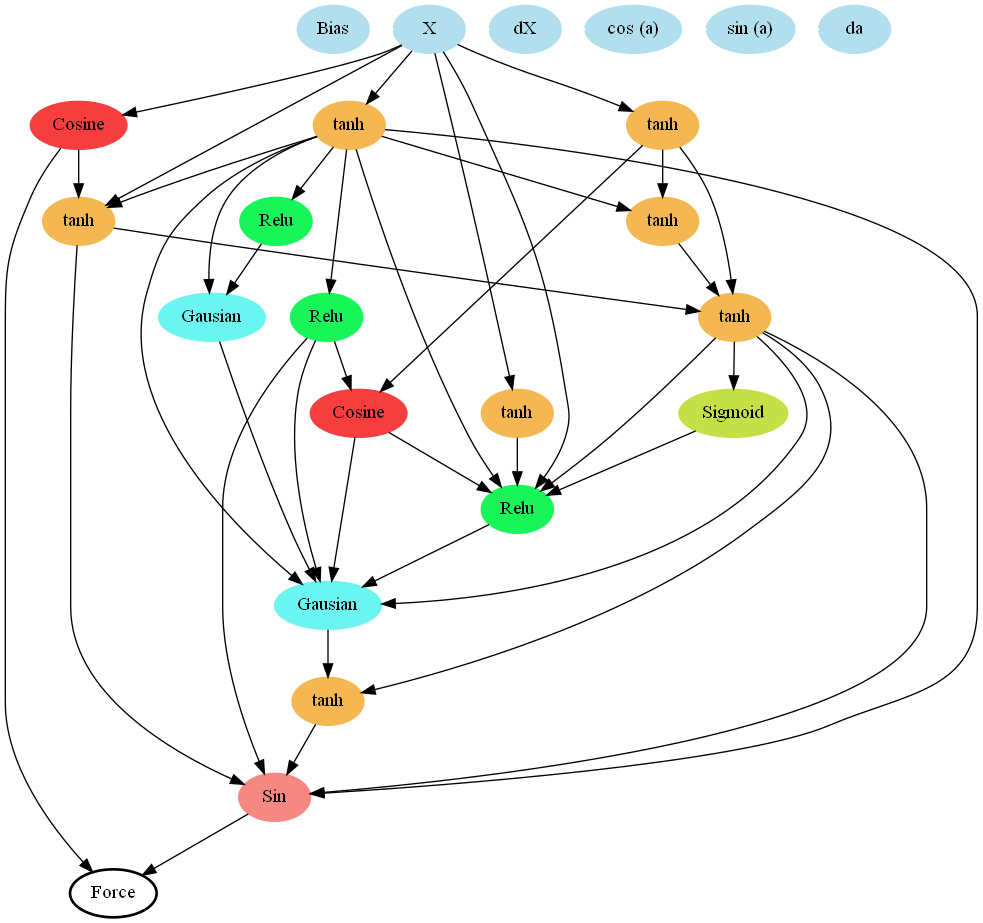 Bias X dX cos (a) sin (a) da
Cosine tanh tanh
tanh Relu tanh
Gausian Relu tanh
Cosine tanh Sigmoid
Relu
Gausian
tanh
Sin
Force